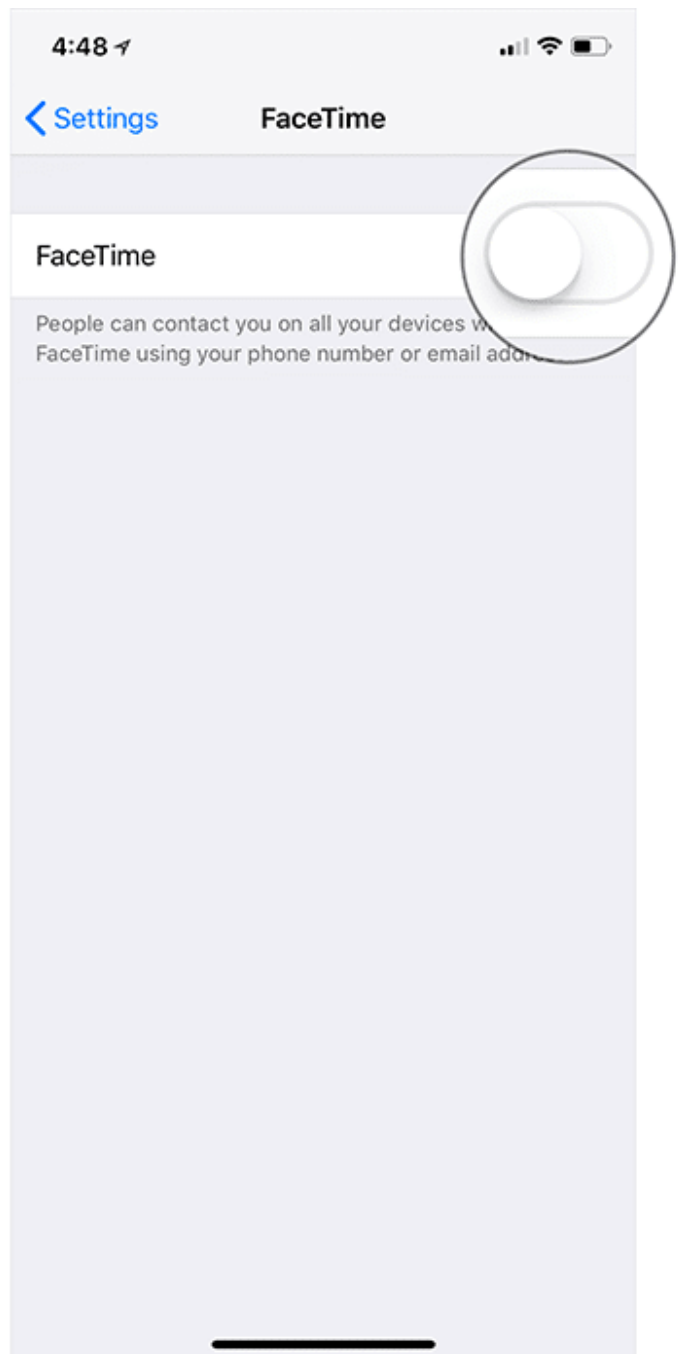 4:48
Settings
FaceTime
FaceTime
People can contact you on all your devices
FaceTime using your phone number or email